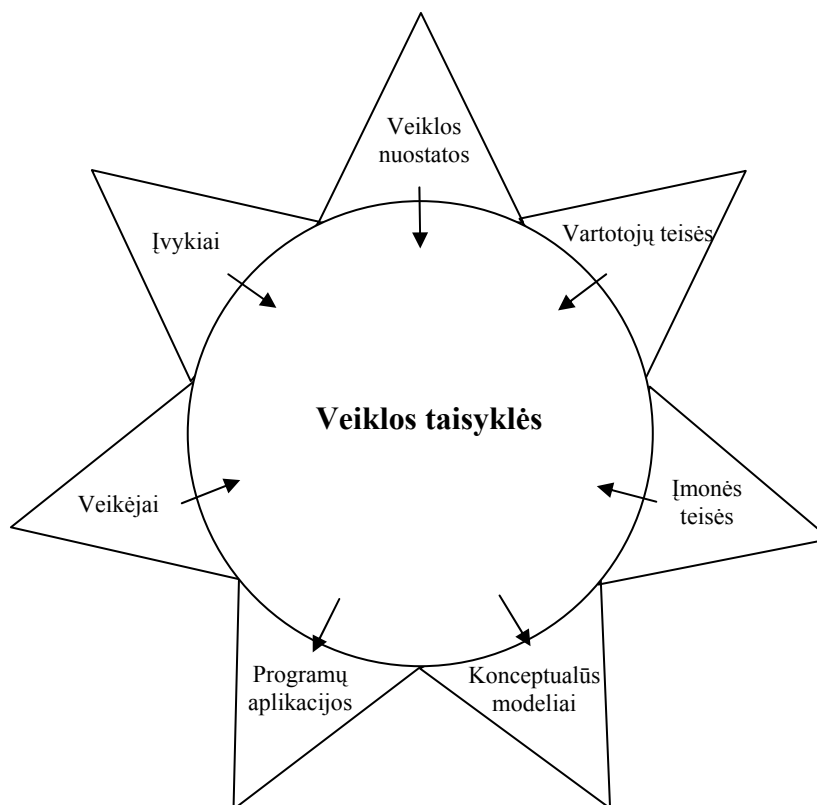 Veiklos
nuostatos
Įvykiai
Vartotojų teisės
Veiklos taisyklės
Veikėjai
Įmonės
teisės
Programų
aplikacijos
Konceptualūs
modeliai